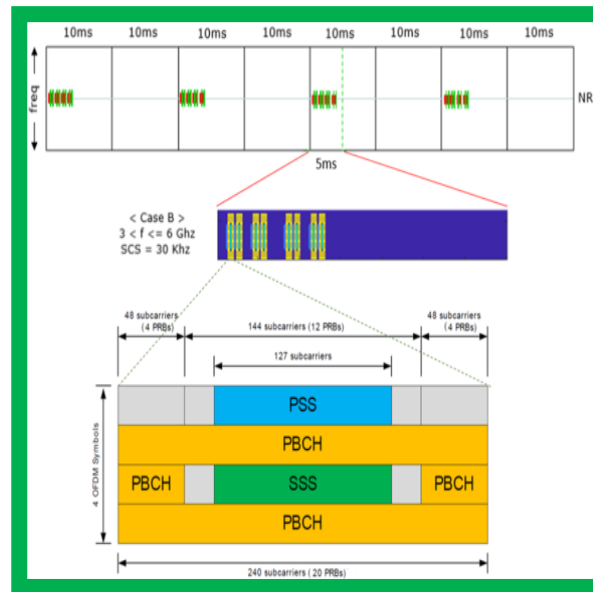 10ms 10ms 10ms 10ms 10ms 10ms 10ms 10ms
freq
NR
5ms
< Case B >
3 < f <= 6 Ghz
SCS = 30 Khz
48 subcarriers
(4 PRBs)
144 subcarriers (12 PRBs)
48 subcarriers
(4 PRBs)
127 subcarriers
4 OFDM Symbols
PSS
PBCH
PBCH SSS PBCH
PBCH
240 subcarriers (20 PRBs)